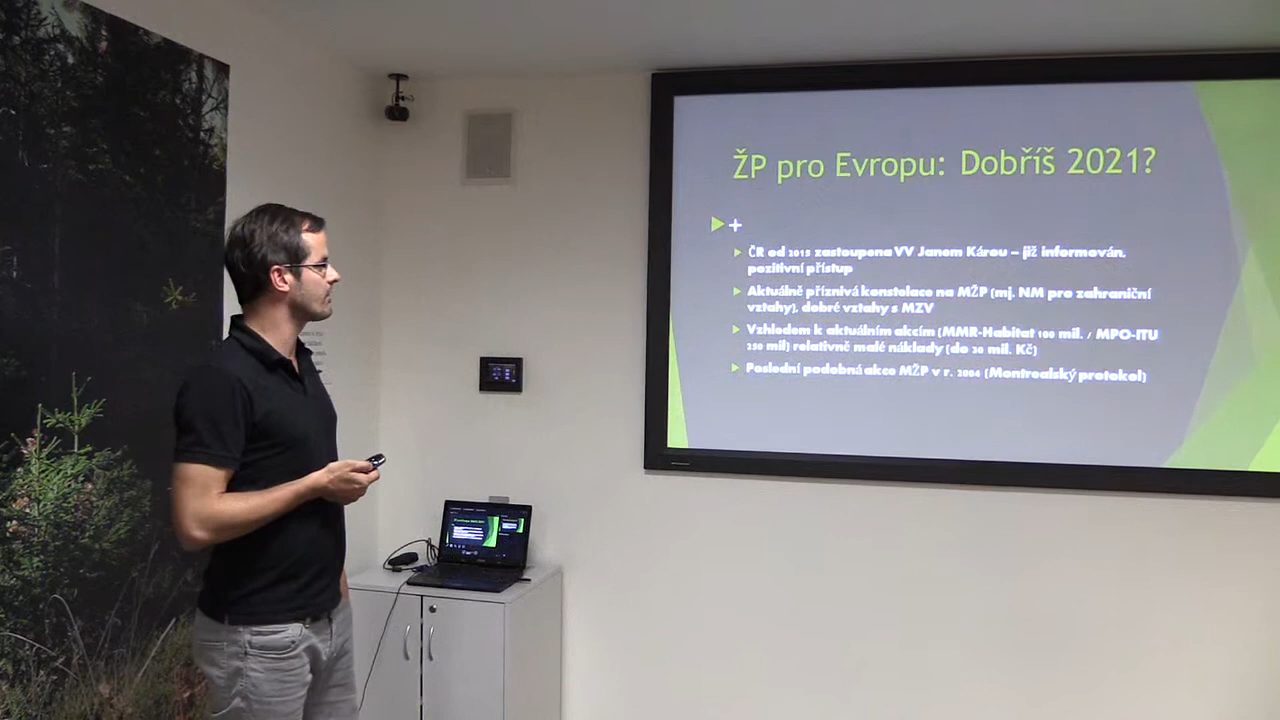 ŽP pro Evropu: Dobříš 2021?
+
ČR od 2015 zastoupena VV Janem Károu – již informován,
pozitivní přístup
Aktuálně příznivá konstelace na MŽP (mj. NM pro zahraniční
vztahy), dobré vztahy s MZV
Vzhledem k aktuálním akcím (MMR-Habitat 100 mil. / MPO-ITU
250 mil) relativně malé náklady (do 20 mil. Kč)
Poslední podobná akce MŽP v r. 2004 (Montrealský protokol)